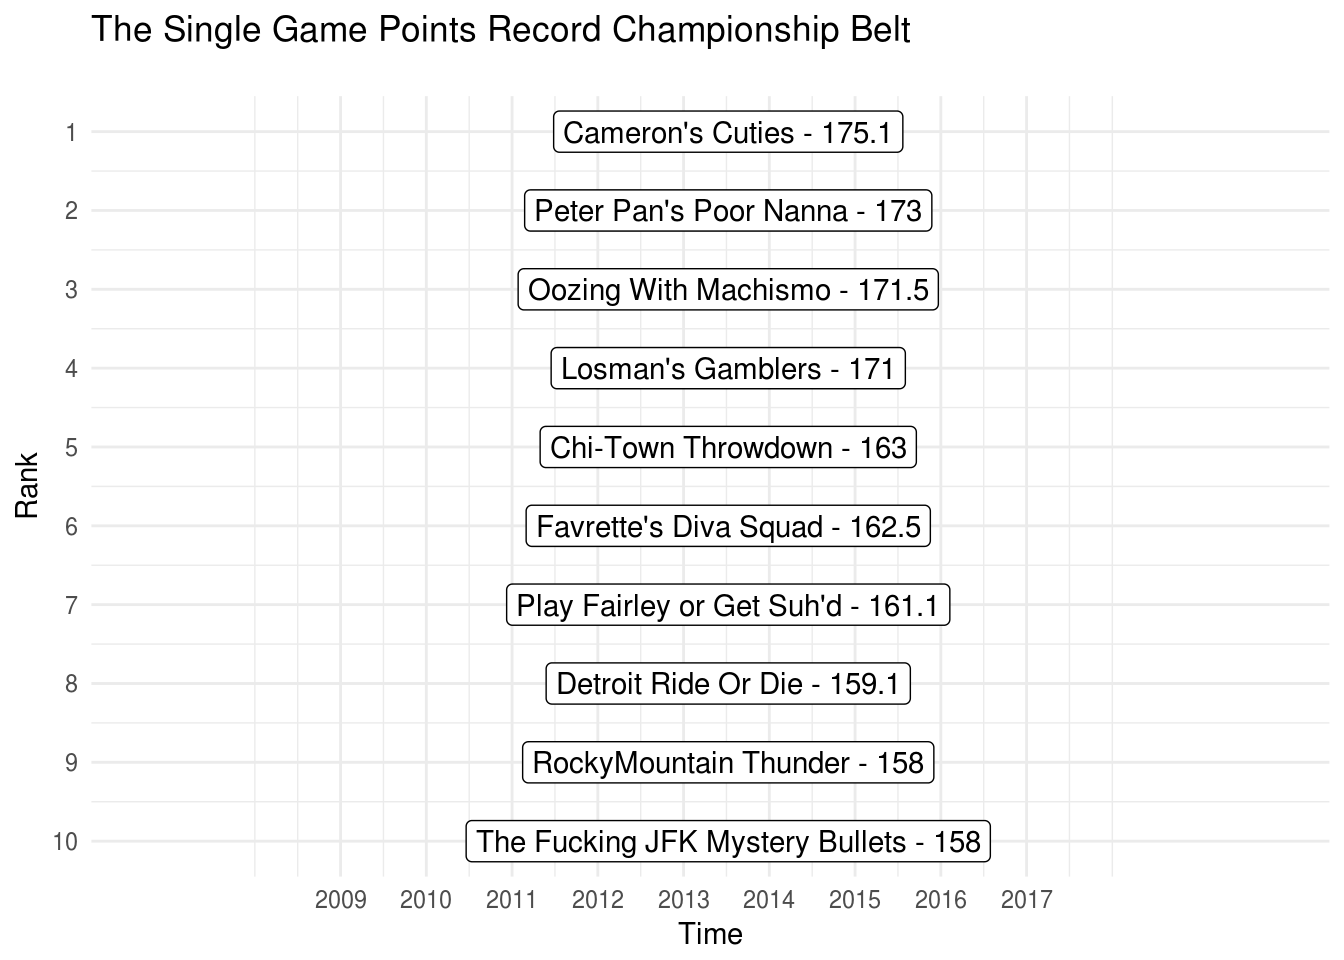 The Single Game Points Record Championship Belt
1
Cameron's Cuties - 175.1
2
Peter Pan's Poor Nanna - 173
3
Oozing With Machismo - 171.5
4
Losman's Gamblers - 171
5
Chi-Town Throwdown - 163
Rank
6
Favrette's Diva Squad - 162.5
7
Play Fairley or Get Suh'd - 161.1
8
Detroit Ride Or Die - 159.1
9
RockyMountain Thunder - 158
10
The Fucking JFK Mystery Bullets - 158
2009 2010 2011 2012 2013 2014 2015 2016 2017
Time